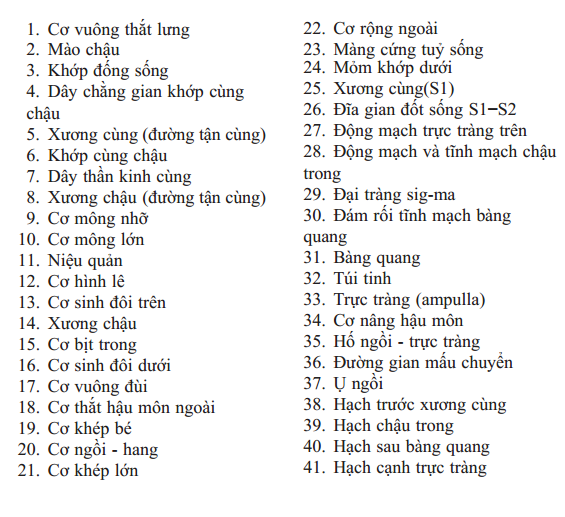 1. Cơ vuông thắt lưng
2. Mào chậu
3. Khớp đống sống
4. Dây chằng gian khớp cùng
chậu
5. Xương cùng (đường tận cùng)
6. Khớp cùng chậu
7. Dây thần kinh cùng
8. Xương chậu (đường tận cùng)
9. Cơ mông nhỡ
10. Cơ mông lớn
11. Niệu quản
12. Cơ hình lê
13. Cơ sinh đôi trên
14. Xương chậu
15. Cơ bịt trong
16. Cơ sinh đôi dưới
17. Cơ vuông đùi
18. Cơ thắt hậu môn ngoài
19. Cơ khép bé
20. Cơ ngồi - hang
21. Cơ khép lớn
22. Cơ rộng ngoài
23. Màng cứng tuỷ sống
24. Mỏm khớp dưới
25. Xương cùng(S1)
26. Đĩa gian đốt sống S1−S2
27. Động mạch trực tràng trên
28. Động mạch và tĩnh mạch chậu
trong
29. Đại tràng sig-ma
30. Đám rối tĩnh mạch bàng
quang
31. Bàng quang
32. Túi tinh
33. Trực tràng (ampulla)
34. Cơ nâng hậu môn
35. Hố ngồi - trực tràng
36. Đường gian mấu chuyển
37. Ụ ngồi
38. Hạch trước xương cùng
39. Hạch chậu trong
40. Hạch sau bàng quang
41. Hạch cạnh trực tràng